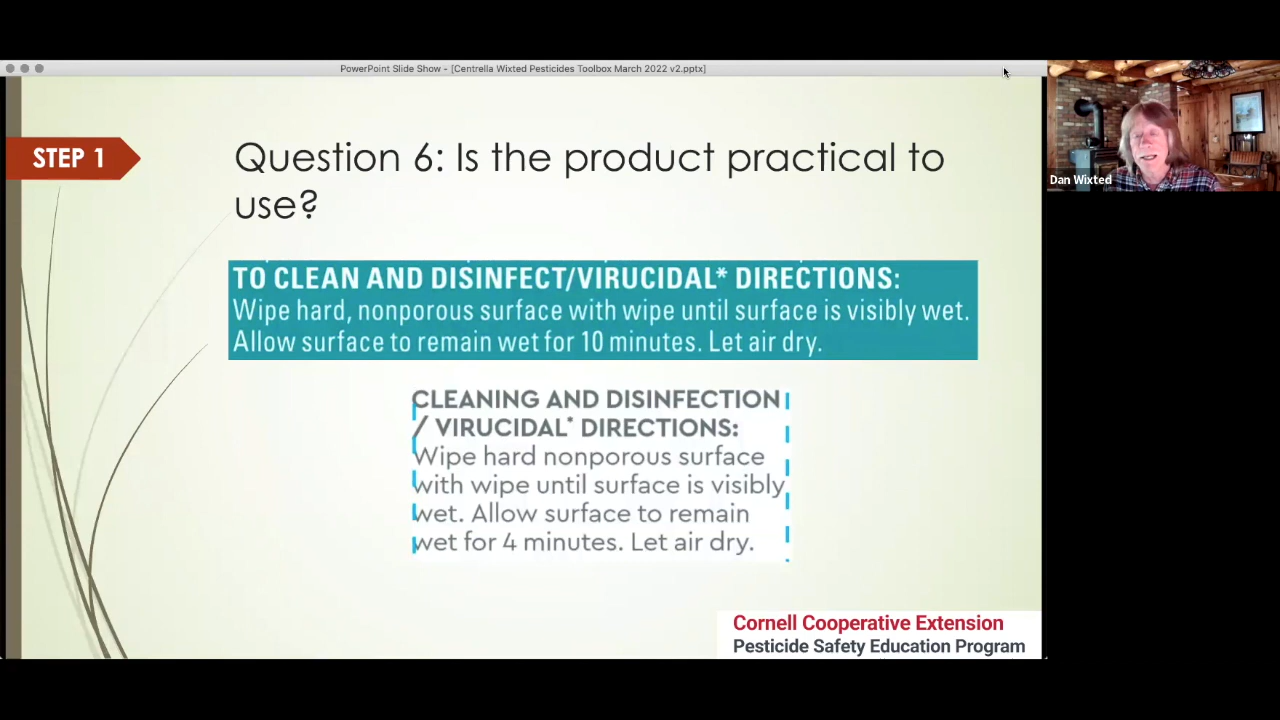 PowerPoint Slide Show - [Centrella Wixted Pesticides Toolbox March 2022 v2.pptx]
STEP 1
Question 6: Is the product practical to
use?
TO CLEAN AND DISINFECT/VIRUCIDAL* DIRECTIONS:
Wipe hard, nonporous surface with wipe until surface is visibly wet.
Allow surface to remain wet for 10 minutes. Let air dry.
CLEANING AND DISINFECTION
/ VIRUCIDAL* DIRECTIONS:
Wipe hard nonporous surface
with wipe until surface is visibly
wet. Allow surface to remain
wet for 4 minutes. Let air dry.
Cornell Cooperative Extension
Pesticide Safety Education Program
Dan Wixted